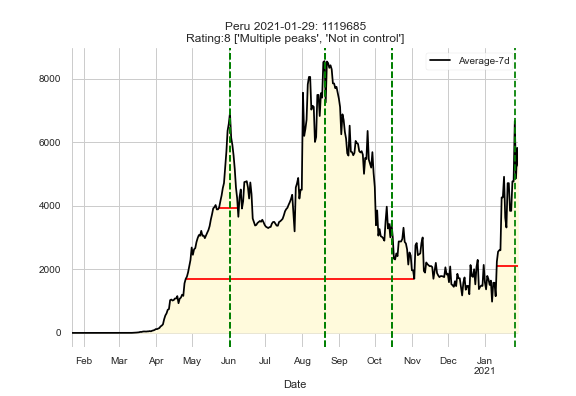 Peru 2021-01-29: 1119685
Rating:8 ['Multiple peaks', 'Not in control']
Average-7d
8000
6000
4000
2000
0
Feb Mar Apr May Jun Jul Aug Sep Oct Nov Dec Jan
2021
Date